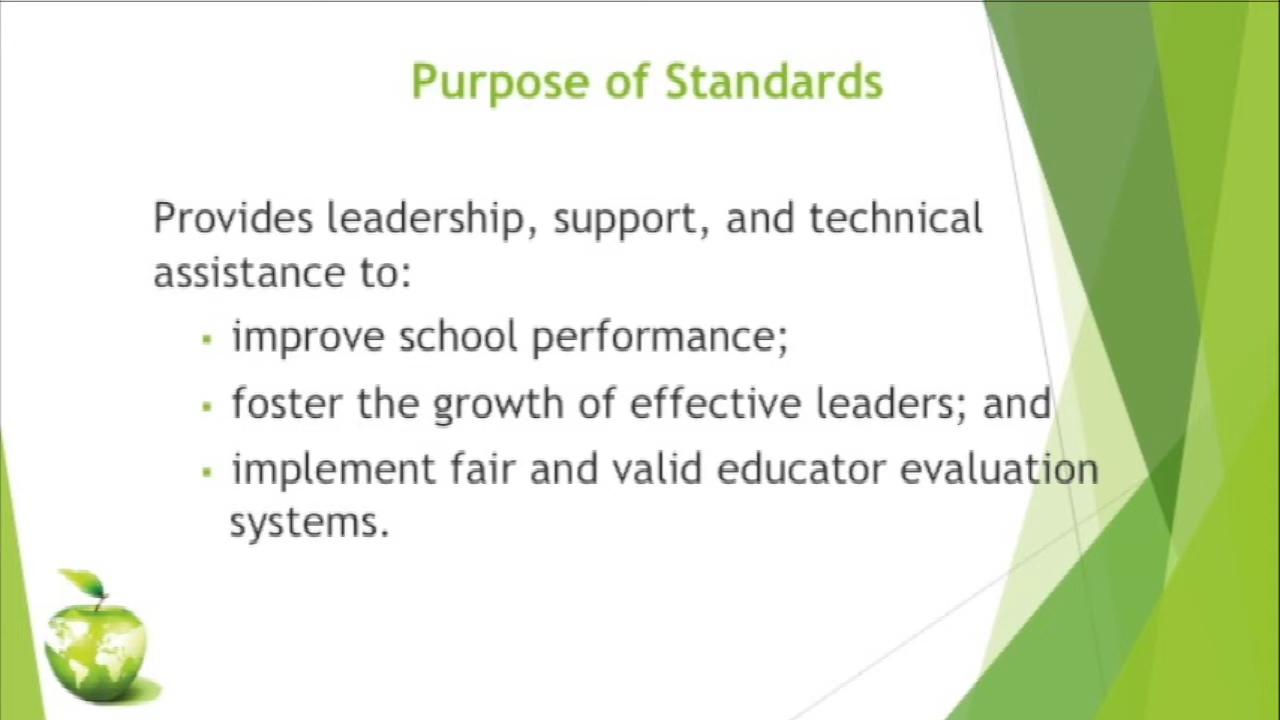 Purpose of Standards
Provides leadership, support, and technical
assistance to:
▪ improve school performance;
▪ foster the growth of effective leaders; and
▪ implement fair and valid educator evaluation
systems.